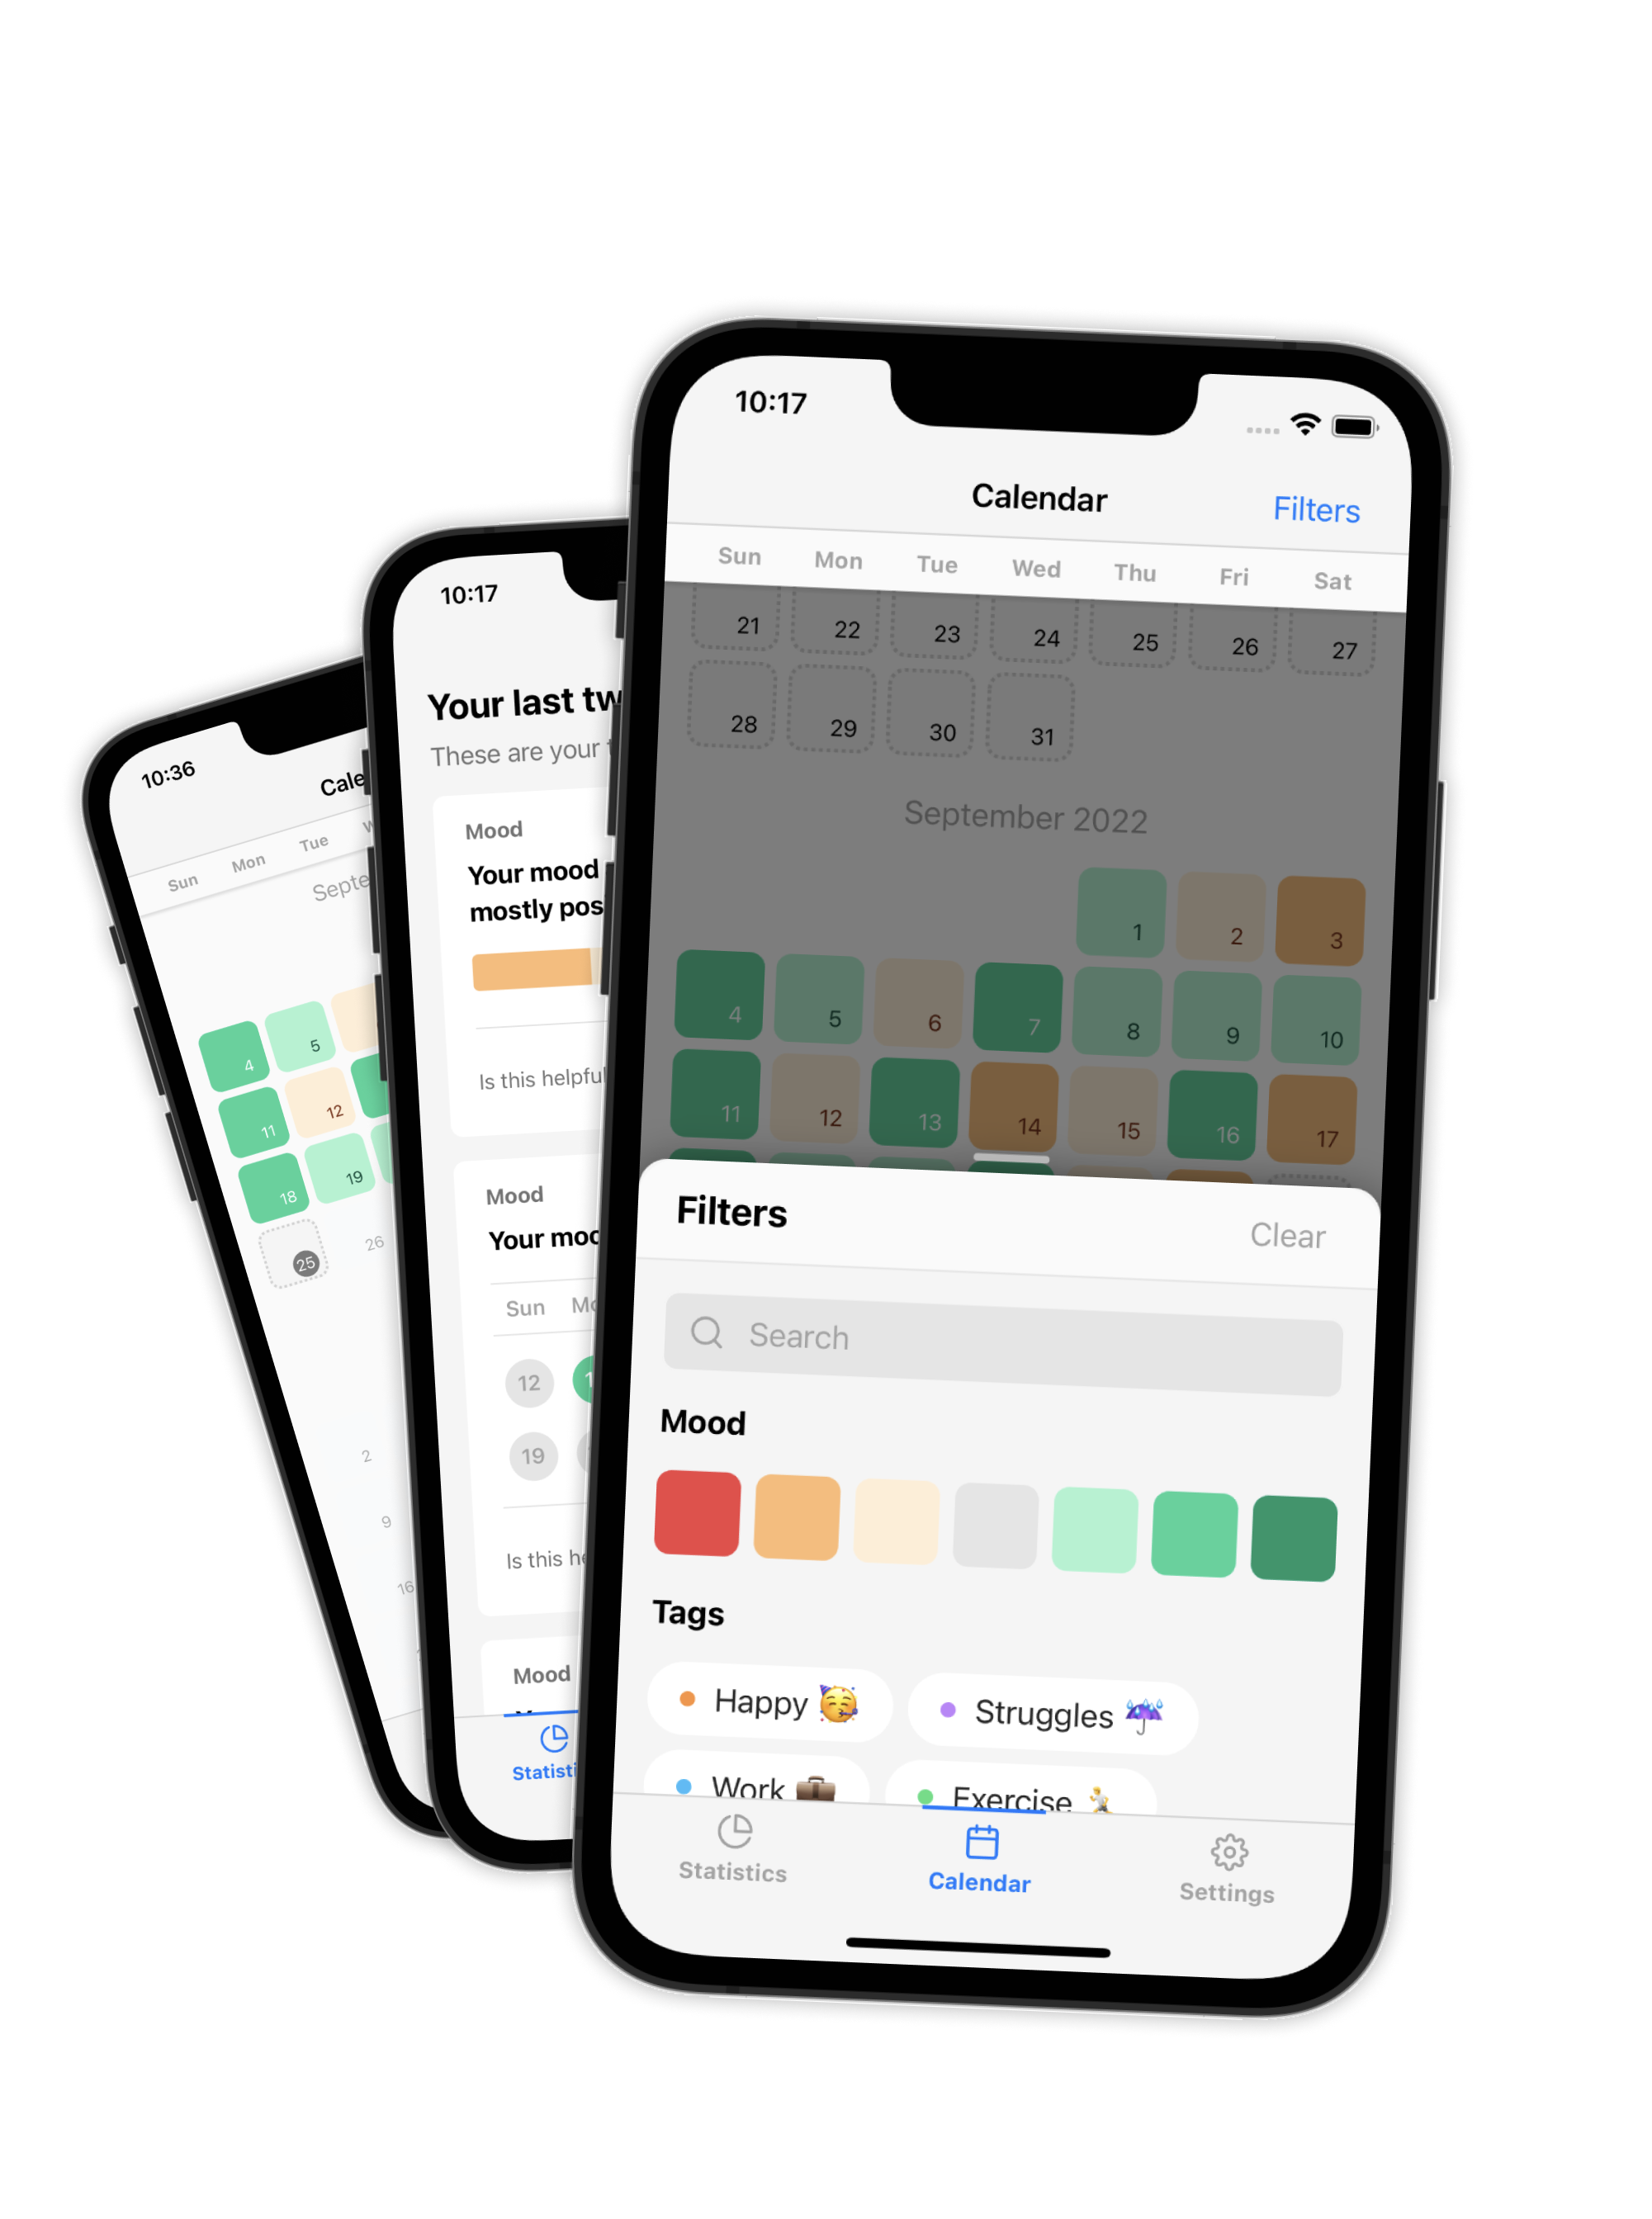 10:36
Cale
Sun Mon Tue W
Septe
4 5
11 12
18 19
25 26
2
9
16
10:17
Your last tw
These are your
Mood
Your mood
mostly pos
Is this helpful
Mood
Your moo
Sun Mo
12
19
Is this he
Mood
Statisti
10:17
Calendar Filters
Sun Mon Tue Wed Thu Fri Sat
21 22 23 24 25 26 27
28 29 30 31
September 2022
1 2 3
4 5 6 7 8 9 10
11 12 13 14 15 16 17
Filters Clear
Search
Mood
Tags
Happy 🥳 Struggles ☔
Work 💼 Exercise 🏃
Statistics Calendar Settings